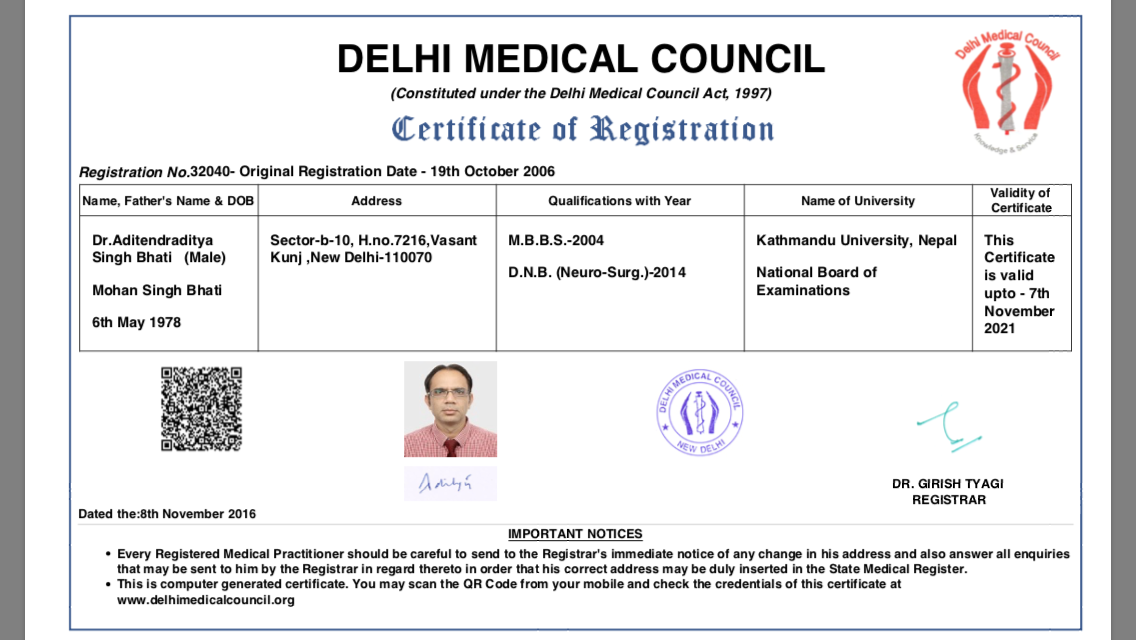 DELHI MEDICAL COUNCIL
(Constituted under the Delhi Medical Council Act, 1997)
Certificate of Registration
Delhi Medical Council
Knowledge & Service
Registration No.32040- Original Registration Date - 19th October 2006
Name, Father's Name & DOB
Address
Qualifications with Year
Name of University
Validity of
Certificate
Dr.Aditendraditya
Singh Bhati (Male)
Mohan Singh Bhati
6th May 1978
Sector-b-10, H.no.7216,Vasant
Kunj ,New Delhi-110070
M.B.B.S.-2004
D.N.B. (Neuro-Surg.)-2014
Kathmandu University, Nepal
National Board of
Examinations
This
Certificate
is valid
upto - 7th
November
2021
DELHI MEDICAL COUNCIL
NEW DELHI
DR. GIRISH TYAGI
REGISTRAR
Dated the:8th November 2016
IMPORTANT NOTICES
• Every Registered Medical Practitioner should be careful to send to the Registrar's immediate notice of any change in his address and also answer all enquiries
that may be sent to him by the Registrar in regard thereto in order that his correct address may be duly inserted in the State Medical Register.
• This is computer generated certificate. You may scan the QR Code from your mobile and check the credentials of this certificate at
www.delhimedicalcouncil.org